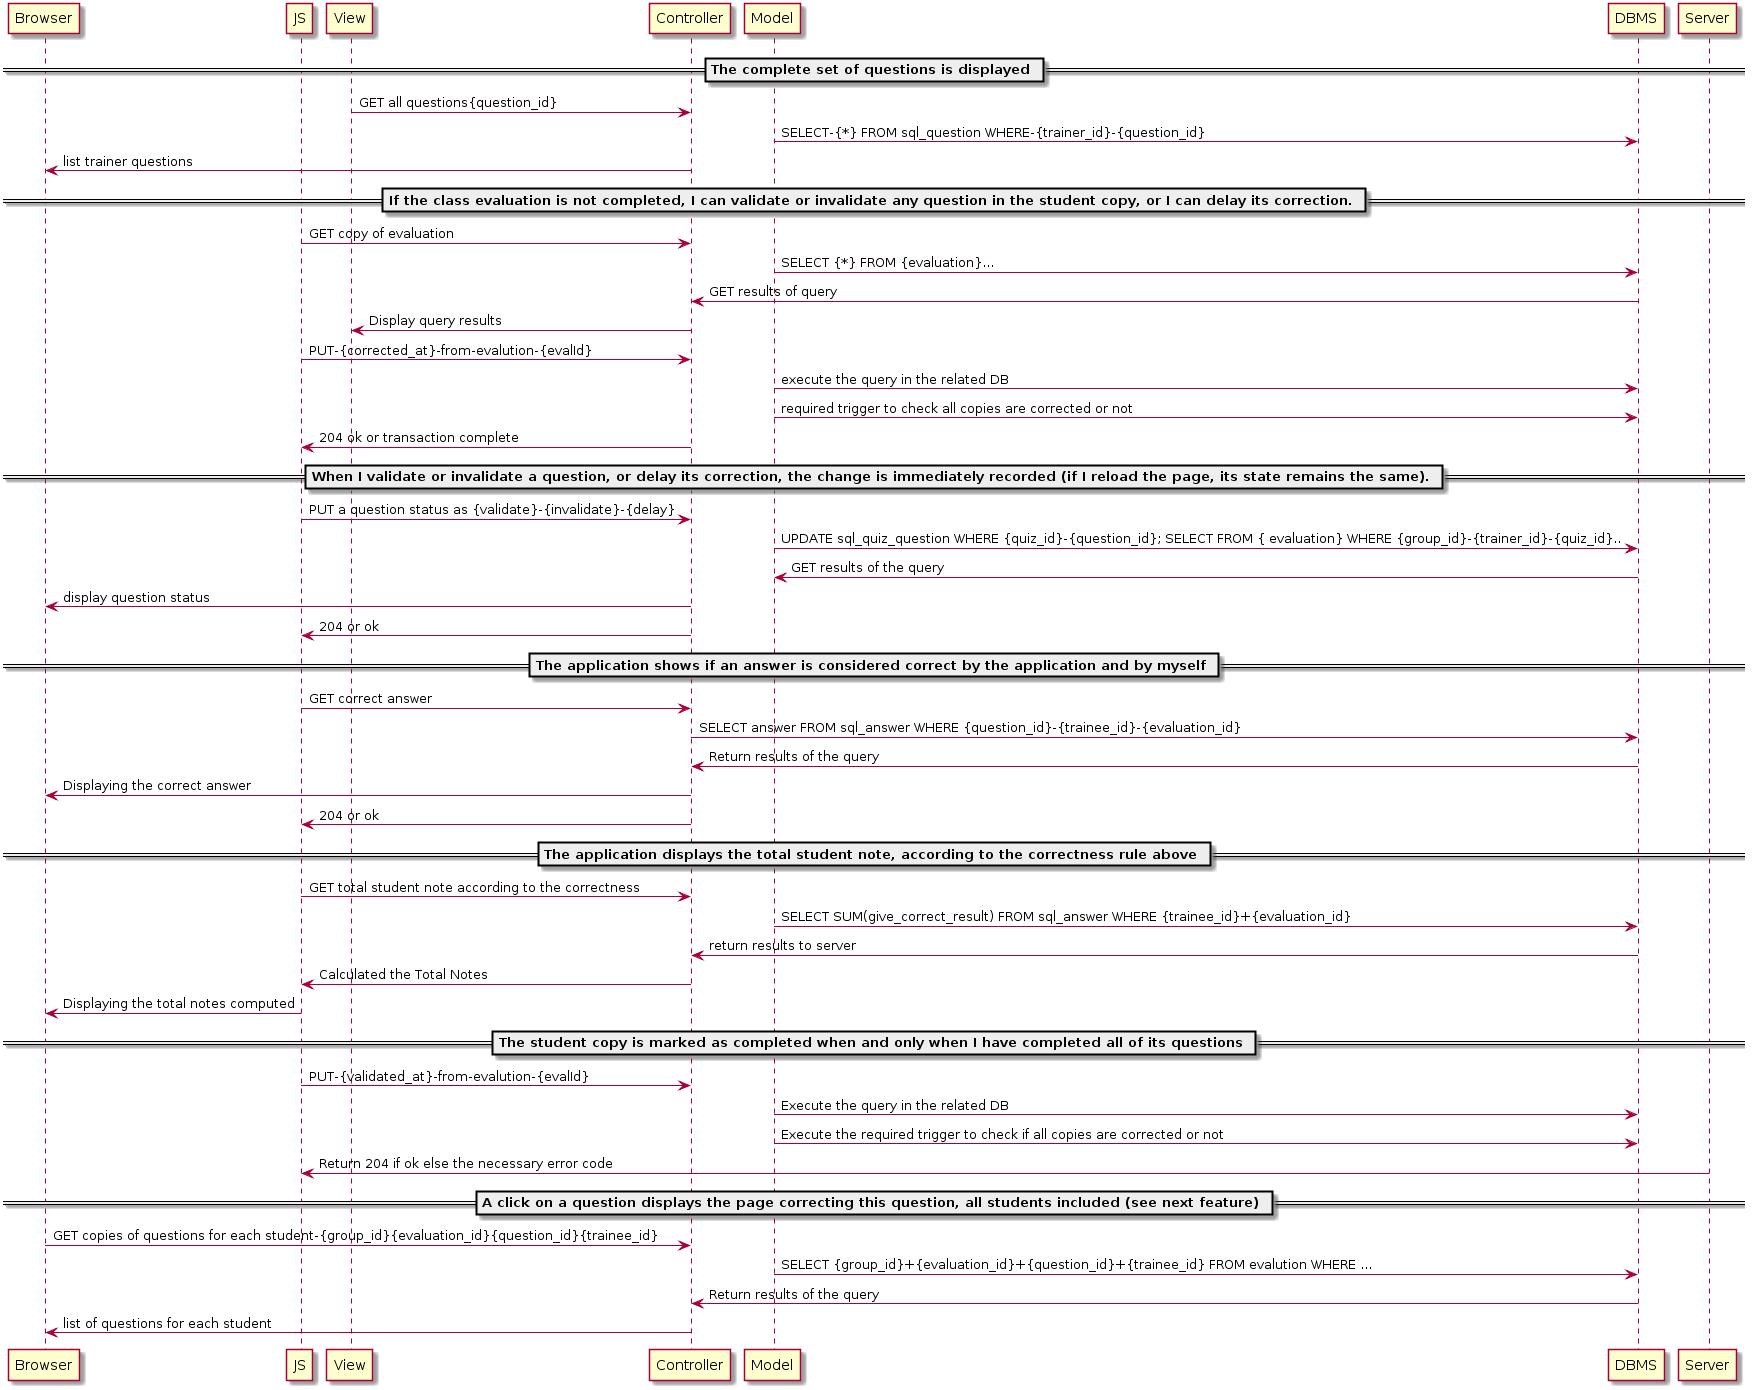 Browser JS View Controller Model DBMS Server
The complete set of questions is displayed
GET all questions{question_id}
SELECT-{*} FROM sql_question WHERE-{trainer_id}-{question_id}
list trainer questions
If the class evaluation is not completed, I can validate or invalidate any question in the student copy, or I can delay its correction.
GET copy of evaluation
SELECT {*} FROM {evaluation}...
GET results of query
Display query results
PUT-{corrected_at}-from-evalution-{evalId}
execute the query in the related DB
required trigger to check all copies are corrected or not
204 ok or transaction complete
When I validate or invalidate a question, or delay its correction, the change is immediately recorded (if I reload the page, its state remains the same).
PUT a question status as {validate}-{invalidate}-{delay}
UPDATE sql_quiz_question WHERE {quiz_id}-{question_id}; SELECT FROM { evaluation} WHERE {group_id}-{trainer_id}-{quiz_id}..
GET results of the query
display question status
204 or ok
The application shows if an answer is considered correct by the application and by myself
GET correct answer
SELECT answer FROM sql_answer WHERE {question_id}-{trainee_id}-{evaluation_id}
Return results of the query
Displaying the correct answer
204 or ok
The application displays the total student note, according to the correctness rule above
GET total student note according to the correctness
SELECT SUM(give_correct_result) FROM sql_answer WHERE {trainee_id}+{evaluation_id}
return results to server
Calculated the Total Notes
Displaying the total notes computed
The student copy is marked as completed when and only when I have completed all of its questions
PUT-{validated_at}-from-evalution-{evalId}
Execute the query in the related DB
Execute the required trigger to check if all copies are corrected or not
Return 204 if ok else the necessary error code
A click on a question displays the page correcting this question, all students included (see next feature)
GET copies of questions for each student-{group_id}{evaluation_id}{question_id}{trainee_id}
SELECT {group_id}+{evaluation_id}+{question_id}+{trainee_id} FROM evalution WHERE ...
Return results of the query
list of questions for each student
Browser JS View Controller Model DBMS Server